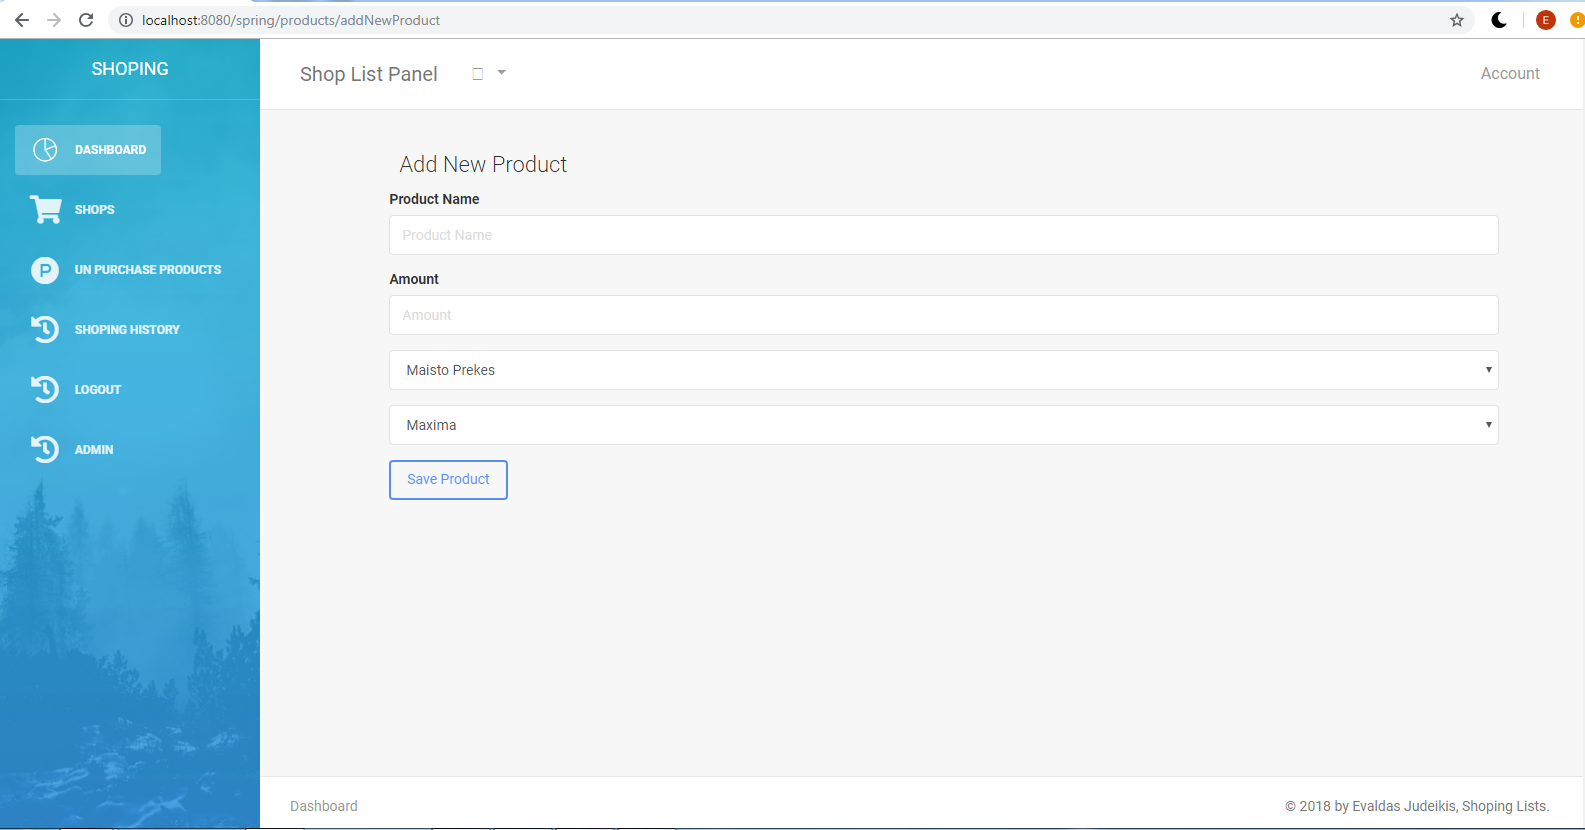 localhost:8080/spring/products/addNewProduct
E
SHOPING
Shop List Panel
Account
DASHBOARD
SHOPS
P
UN PURCHASE PRODUCTS
SHOPING HISTORY
LOGOUT
ADMIN
Add New Product
Product Name
Product Name
Amount
Amount
Maisto Prekes
Maxima
Save Product
Dashboard
© 2018 by Evaldas Judeikis, Shoping Lists.